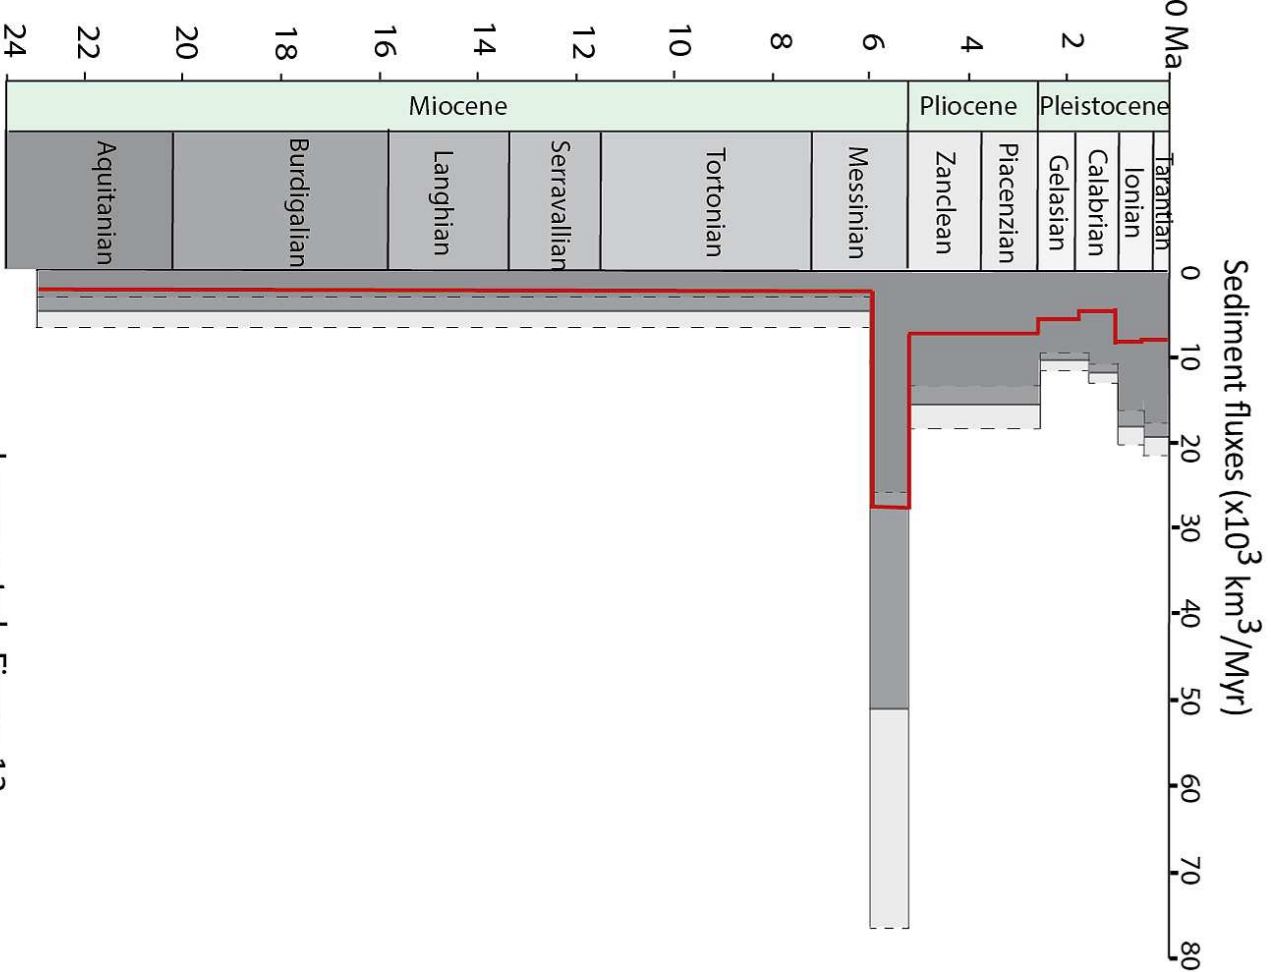 24 22 20 18 16 14 12 10 8 6 4 2 0 Ma
Miocene Pliocene Pleistocene
Aquitanian Burdigalian Langhian Serravallian Tortonian Messinian Zanclean Piacenzian Gelasian Calabrian Ionian Tarantian
0
10
20
30
40
50
60
70
80
Sediment fluxes (x10³ km³/Myr)